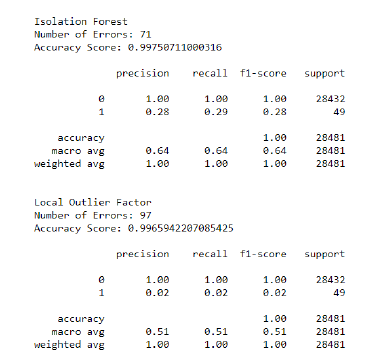 Isolation Forest
Number of Errors: 71
Accuracy Score: 0.99750711000316
precision recall f1-score support
0 1.00 1.00 1.00 28432
1 0.28 0.29 0.28 49
accuracy 1.00 28481
macro avg 0.64 0.64 0.64 28481
weighted avg 1.00 1.00 1.00 28481
Local Outlier Factor
Number of Errors: 97
Accuracy Score: 0.9965942207085425
precision recall f1-score support
0 1.00 1.00 1.00 28432
1 0.02 0.02 0.02 49
accuracy 1.00 28481
macro avg 0.51 0.51 0.51 28481
weighted avg 1.00 1.00 1.00 28481